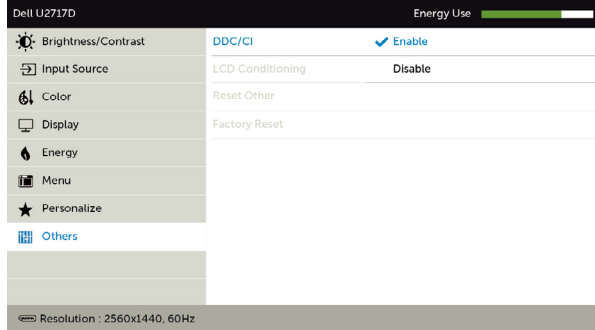 Dell U2717D Energy Use
Brightness/Contrast DDC/CI Enable
Input Source LCD Conditioning Disable
Color Reset Other
Display Factory Reset
Energy
Menu
Personalize
Others
Resolution : 2560x1440, 60Hz